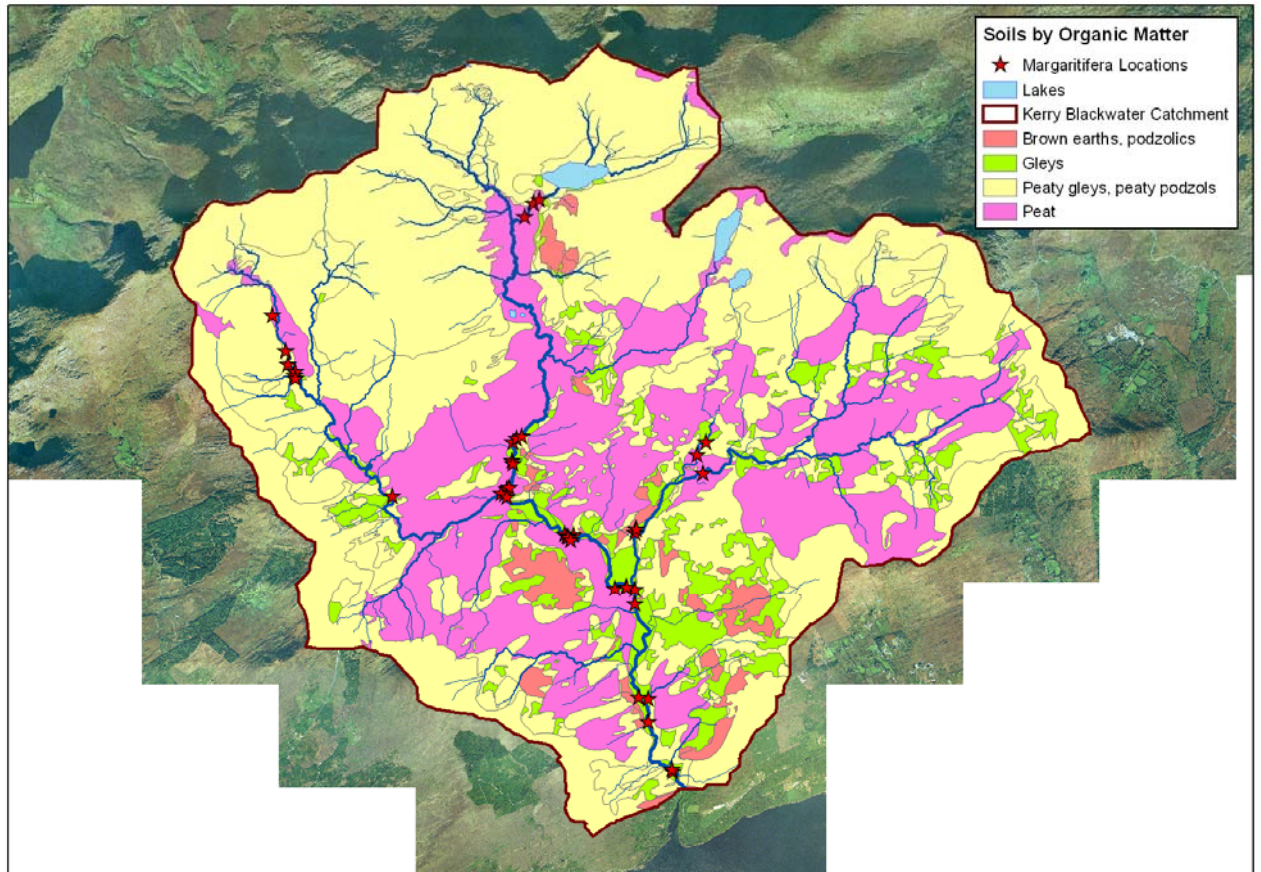 Soils by Organic Matter
Margaritifera Locations
Lakes
Kerry Blackwater Catchment
Brown earths, podzolics
Gleys
Peaty gleys, peaty podzols
Peat